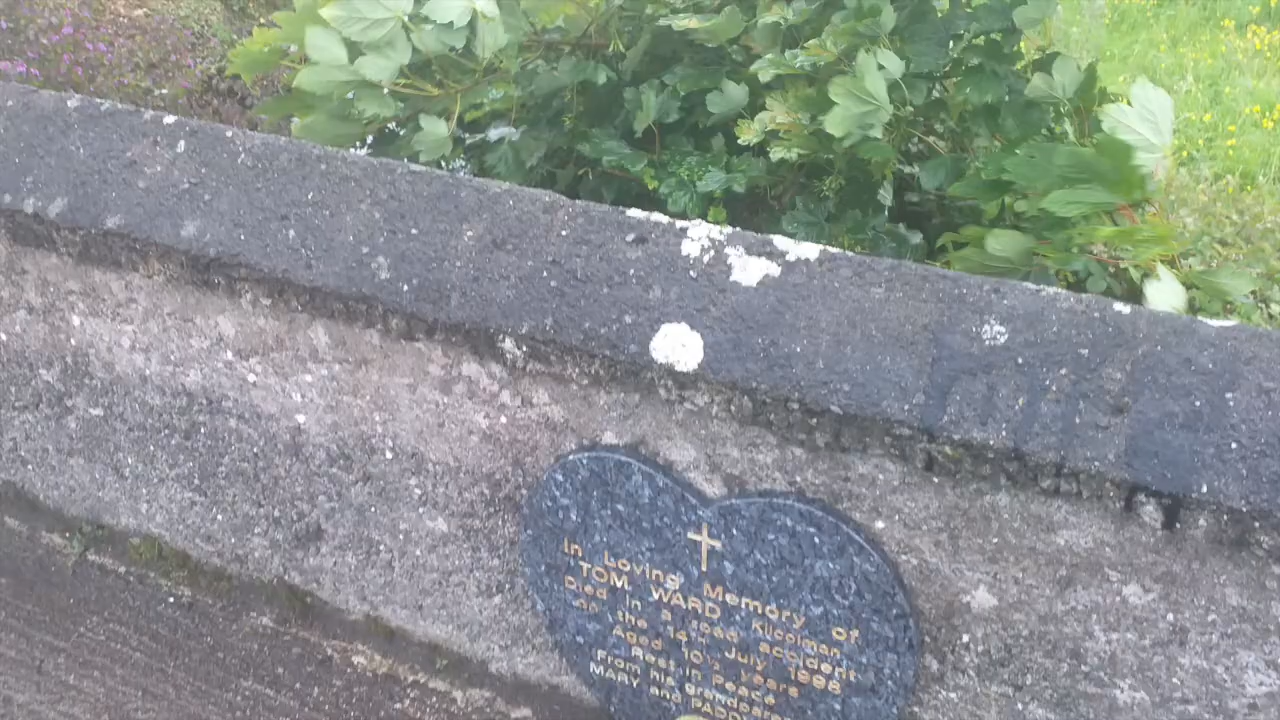 In Loving Memory of
TOM WARD Kilcolman
Died in a road accident
on the 14th July 1998
Aged 10½ years
Rest in Peace
From his grandparents
MARY and PADDY